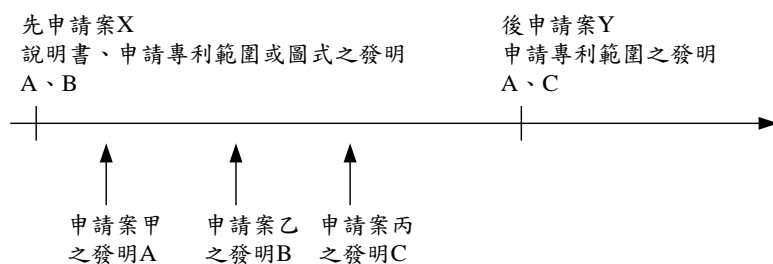 先申請案X
說明書、申請專利範圍或圖式之發明
A、B
後申請案Y
申請專利範圍之發明
A、C
申請案甲
之發明A
申請案乙
之發明B
申請案丙
之發明C